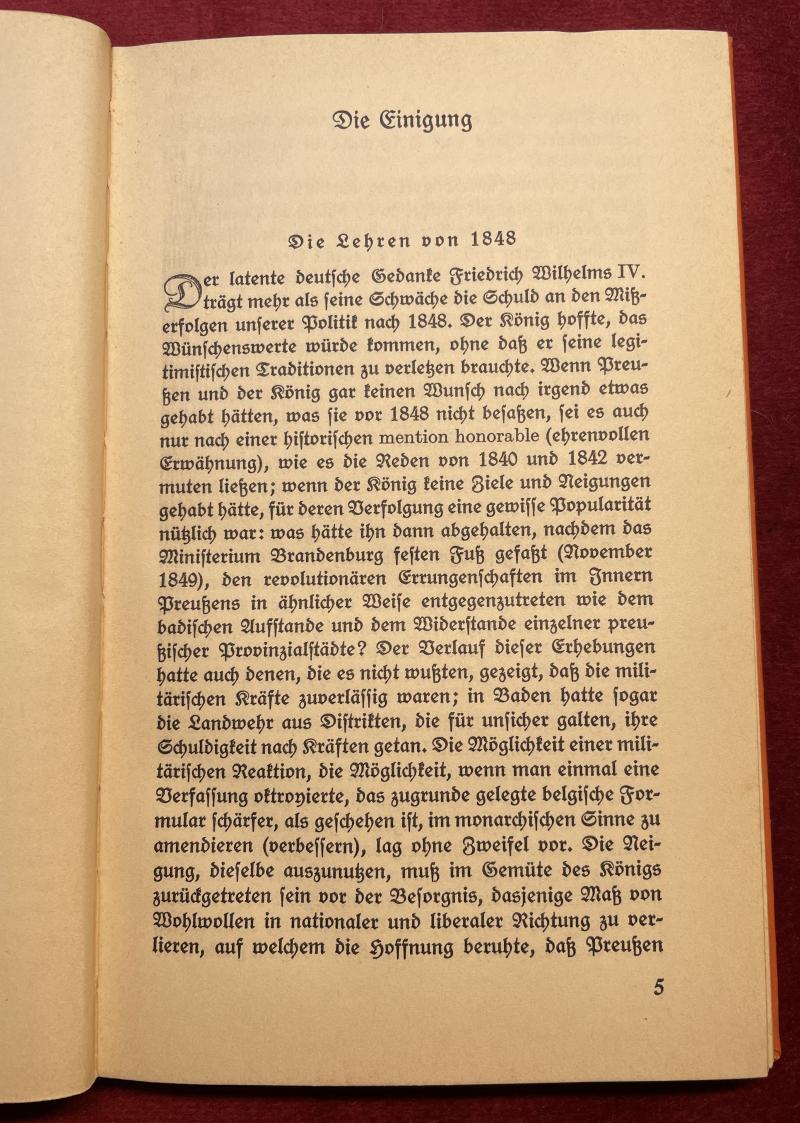 Die Einigung
Die Lehren von 1848
Der latente deutsche Gedanke Friedrich Wilhelms IV.
trägt mehr als seine Schwäche die Schuld an den Miß-
erfolgen unserer Politik nach 1848. Der König hoffte, das
Wünschenswerte würde kommen, ohne daß er seine legi-
timistischen Traditionen zu verletzen brauchte. Wenn Preu-
ßen und der König gar keinen Wunsch nach irgend etwas
gehabt hätten, was sie vor 1848 nicht besaßen, sei es auch
nur nach einer historischen mention honorable (ehrenvollen
Erwähnung), wie es die Reden von 1840 und 1842 ver-
muten ließen; wenn der König keine Ziele und Neigungen
gehabt hätte, für deren Verfolgung eine gewisse Popularität
nützlich war: was hätte ihn dann abgehalten, nachdem das
Ministerium Brandenburg festen Fuß gefaßt (November
1849), den revolutionären Errungenschaften im Innern
Preußens in ähnlicher Weise entgegenzutreten wie dem
badischen Aufstande und dem Widerstande einzelner preu-
ßischer Provinzialstädte? Der Verlauf dieser Erhebungen
hatte auch denen, die es nicht wußten, gezeigt, daß die mili-
tärischen Kräfte zuverlässig waren; in Baden hatte sogar
die Landwehr aus Distrikten, die für unsicher galten, ihre
Schuldigkeit nach Kräften getan. Die Möglichkeit einer mili-
tärischen Reaktion, die Möglichkeit, wenn man einmal eine
Verfassung oktroyierte, das zugrunde gelegte belgische For-
mular schärfer, als geschehen ist, im monarchischen Sinne zu
amendieren (verbessern), lag ohne Zweifel vor. Die Nei-
gung, dieselbe auszunutzen, muß im Gemüte des Königs
zurückgetreten sein vor der Besorgnis, dasjenige Maß von
Wohlwollen in nationaler und liberaler Richtung zu ver-
lieren, auf welchem die Hoffnung beruhte, daß Preußen
5